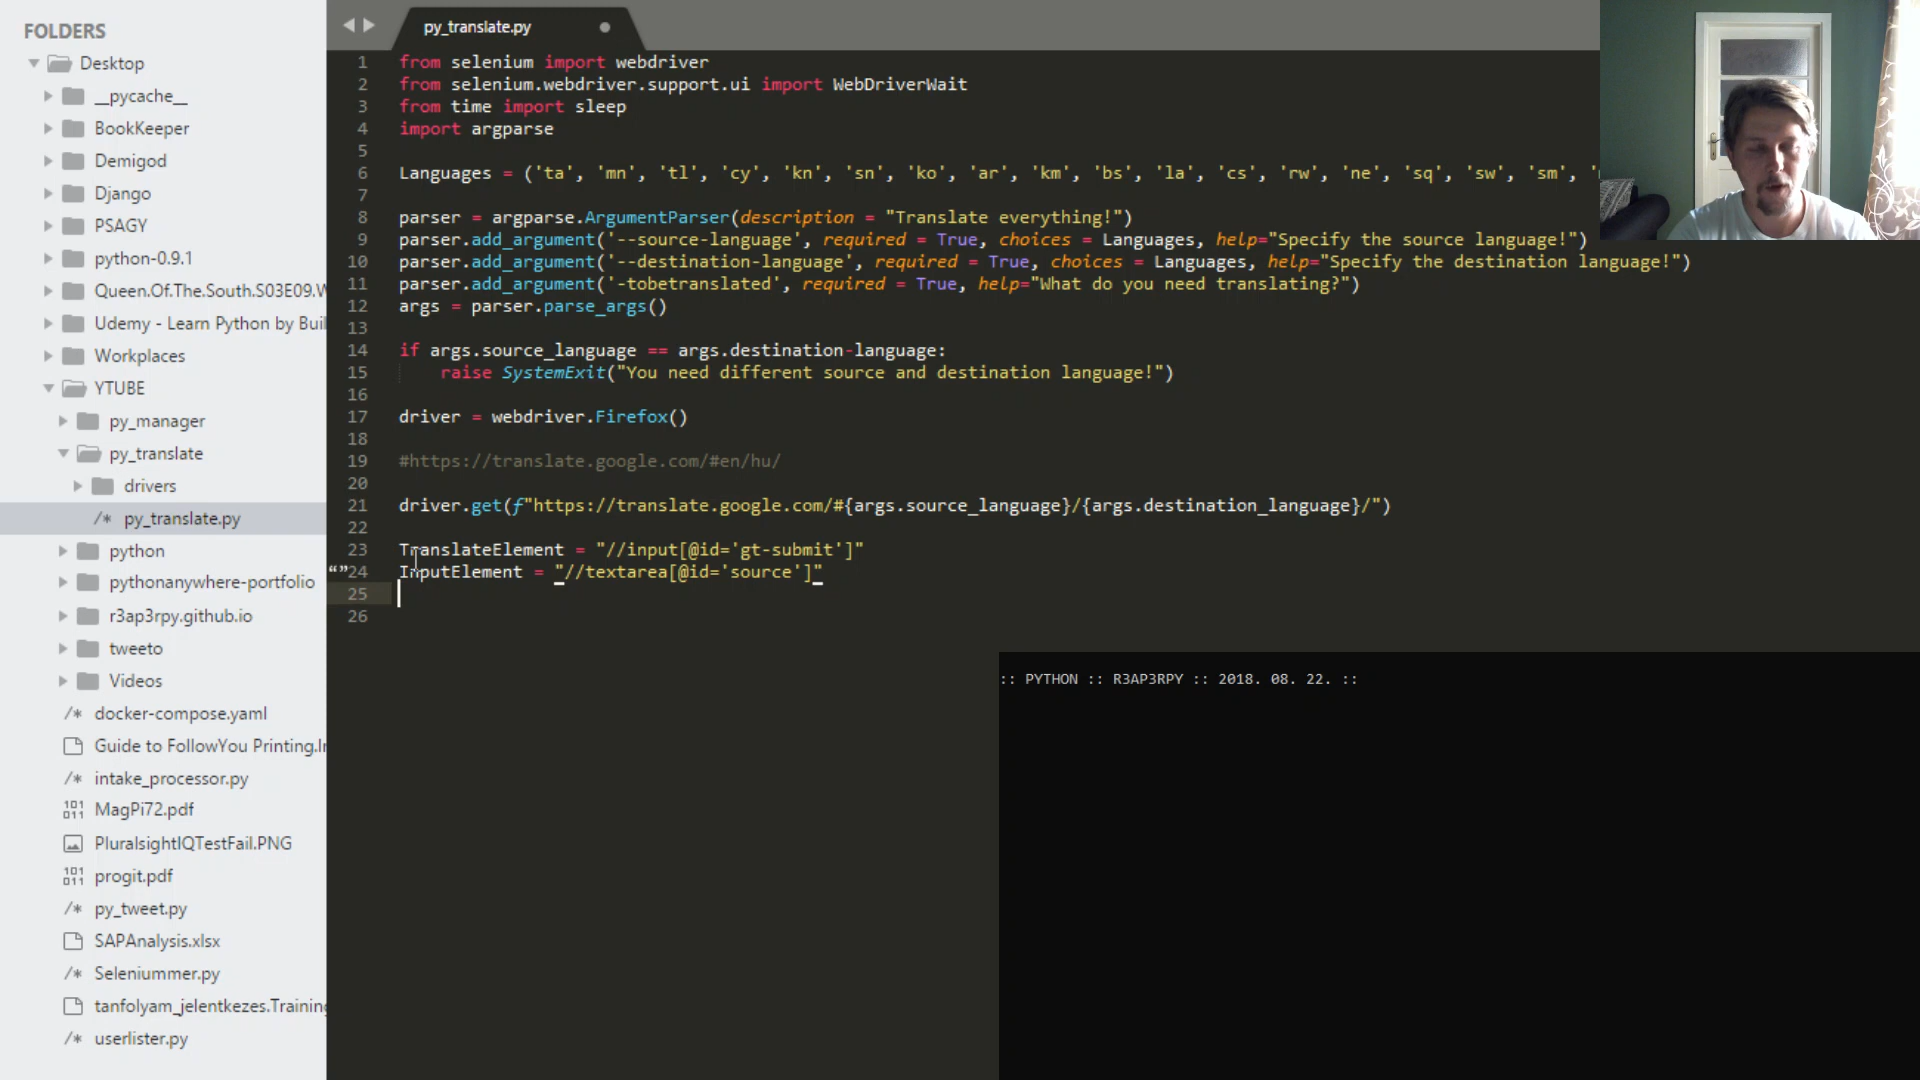 FOLDERS
Desktop
__pycache__
BookKeeper
Demigod
Django
PSAGY
python-0.9.1
Queen.Of.The.South.S03E09.
Udemy - Learn Python by Bui
Workplaces
YTUBE
py_manager
py_translate
drivers
/* py_translate.py
python
pythonanywhere-portfolio
r3ap3rpy.github.io
tweeto
Videos
/* docker-compose.yaml
Guide to FollowYou Printing.
/* intake_processor.py
MagPi72.pdf
PluralsightIQTestFail.PNG
progit.pdf
/* py_tweet.py
SAPAnalysis.xlsx
/* Seleniummer.py
tanfolyam_jelentkezes.Training
/* userlister.py
py_translate.py
1 from selenium import webdriver
2 from selenium.webdriver.support.ui import WebDriverWait
3 from time import sleep
4 import argparse
5
6 Languages = ('ta', 'mn', 'tl', 'cy', 'kn', 'sn', 'ko', 'ar', 'km', 'bs', 'la', 'cs', 'rw', 'ne', 'sq', 'sw', 'sm', '
7
8 parser = argparse.ArgumentParser(description = "Translate everything!")
9 parser.add_argument('--source-language', required = True, choices = Languages, help="Specify the source language!")
10 parser.add_argument('--destination-language', required = True, choices = Languages, help="Specify the destination language!")
11 parser.add_argument('-tobetranslated', required = True, help="What do you need translating?")
12 args = parser.parse_args()
13
14 if args.source_language == args.destination-language:
15 raise SystemExit("You need different source and destination language!")
16
17 driver = webdriver.Firefox()
18
19 #https://translate.google.com/#en/hu/
20
21 driver.get(f"https://translate.google.com/#{args.source_language}/{args.destination_language}/")
22
23 TranslateElement = "//input[@id='gt-submit']"
“”24 InputElement = "//textarea[@id='source']"
25
26
:: PYTHON :: R3AP3RPY :: 2018. 08. 22. ::